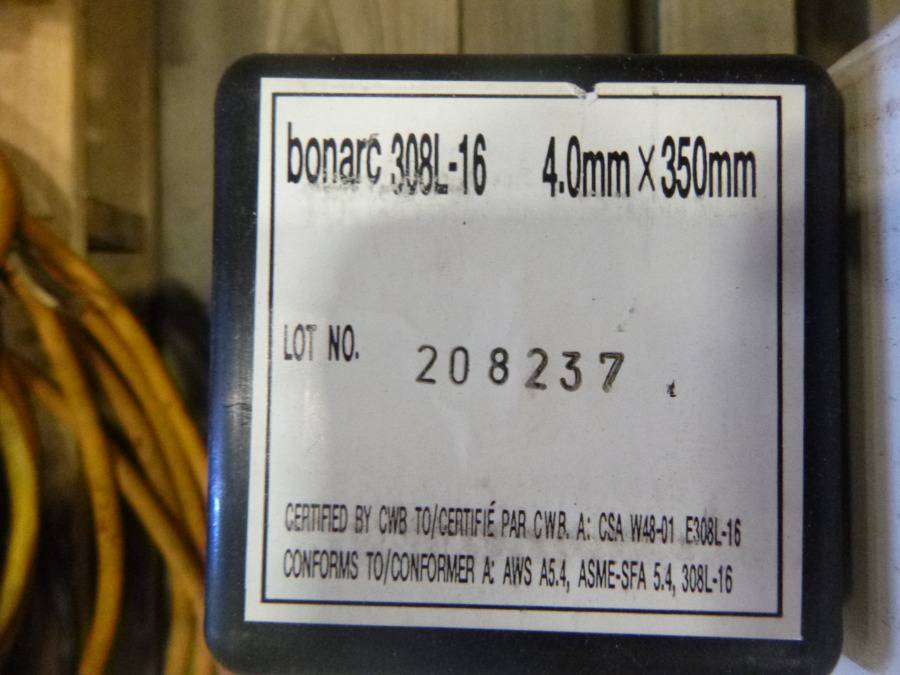 bonarc 308L-16 4.0mm X 350mm
LOT NO. 208237
CERTIFIED BY CWB TO/CERTIFIÉ PAR C.W.B. A: CSA W48-01 E308L-16
CONFORMS TO/CONFORMER A: AWS A5.4, ASME-SFA 5.4, 308L-16